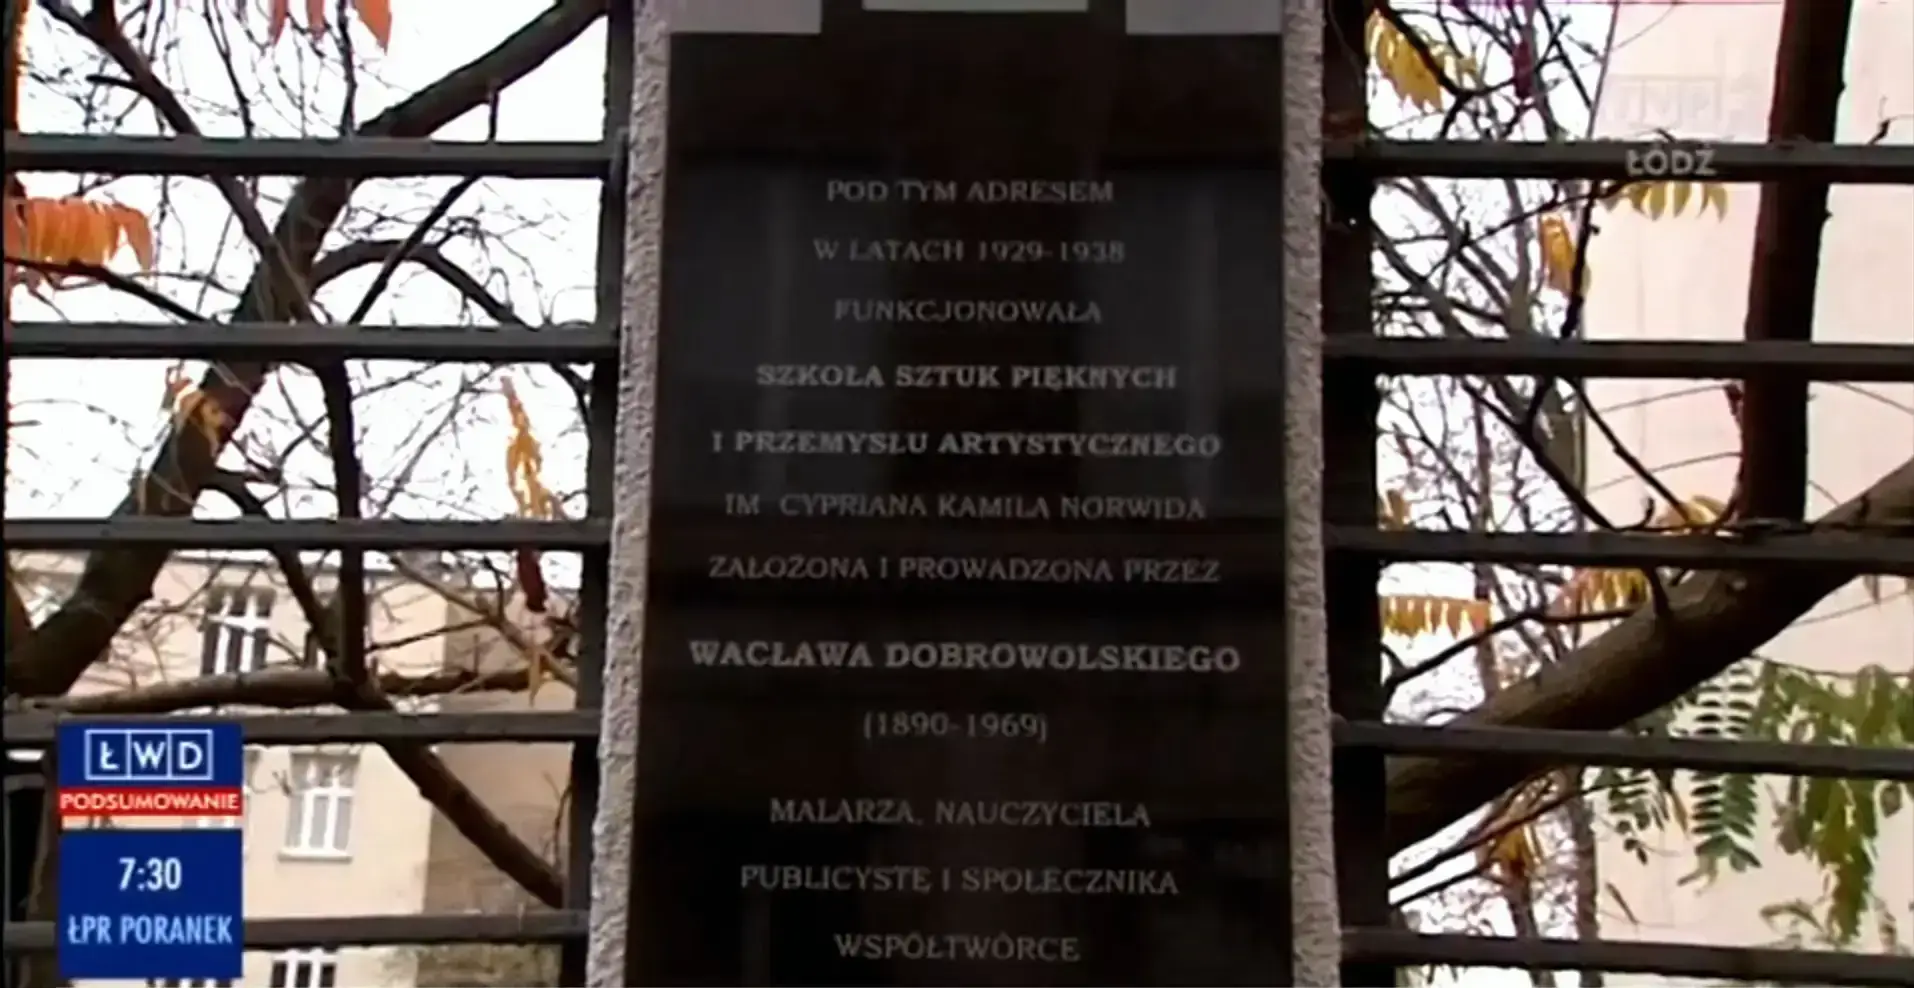 ŁÓDŹ
POD TYM ADRESEM
W LATACH 1929-1938
FUNKCJONOWAŁA
SZKOŁA SZTUK PIĘKNYCH
I PRZEMYSŁU ARTYSTYCZNEGO
IM. CYPRIANA KAMILA NORWIDA
ZAŁOŻONA I PROWADZONA PRZEZ
WACŁAWA DOBROWOLSKIEGO
(1890-1969)
MALARZA, NAUCZYCIELA
PUBLICYSTĘ I SPOŁECZNIKA
WSPÓŁTWÓRCĘ
ŁWD
PODSUMOWANIE
7:30
ŁPR PORANEK